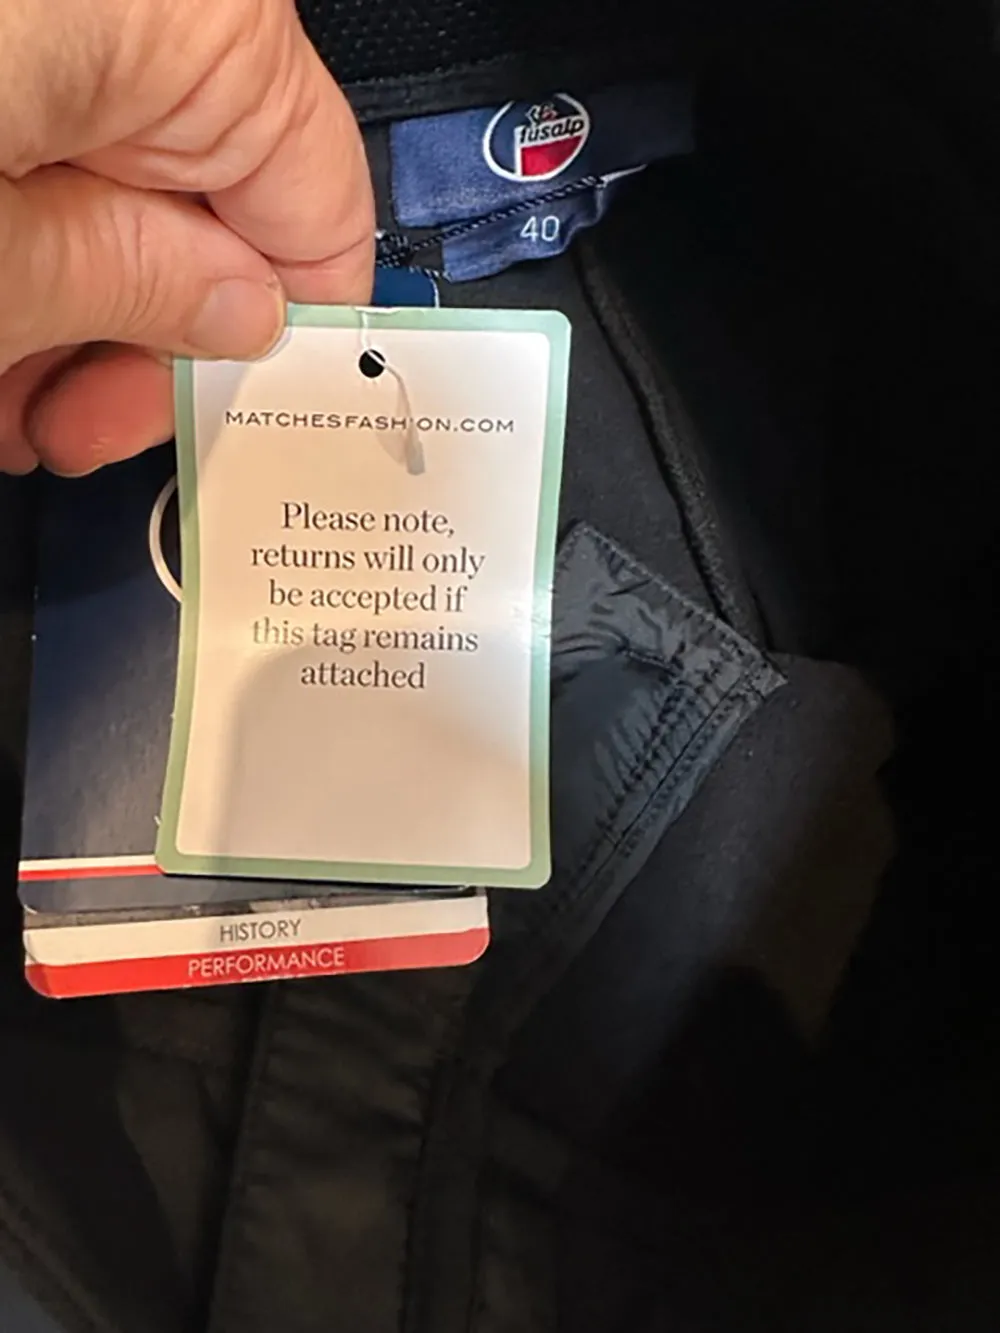 fusalp
40
MATCHESFASHION.COM
Please note,
returns will only
be accepted if
this tag remains
attached
HISTORY
PERFORMANCE